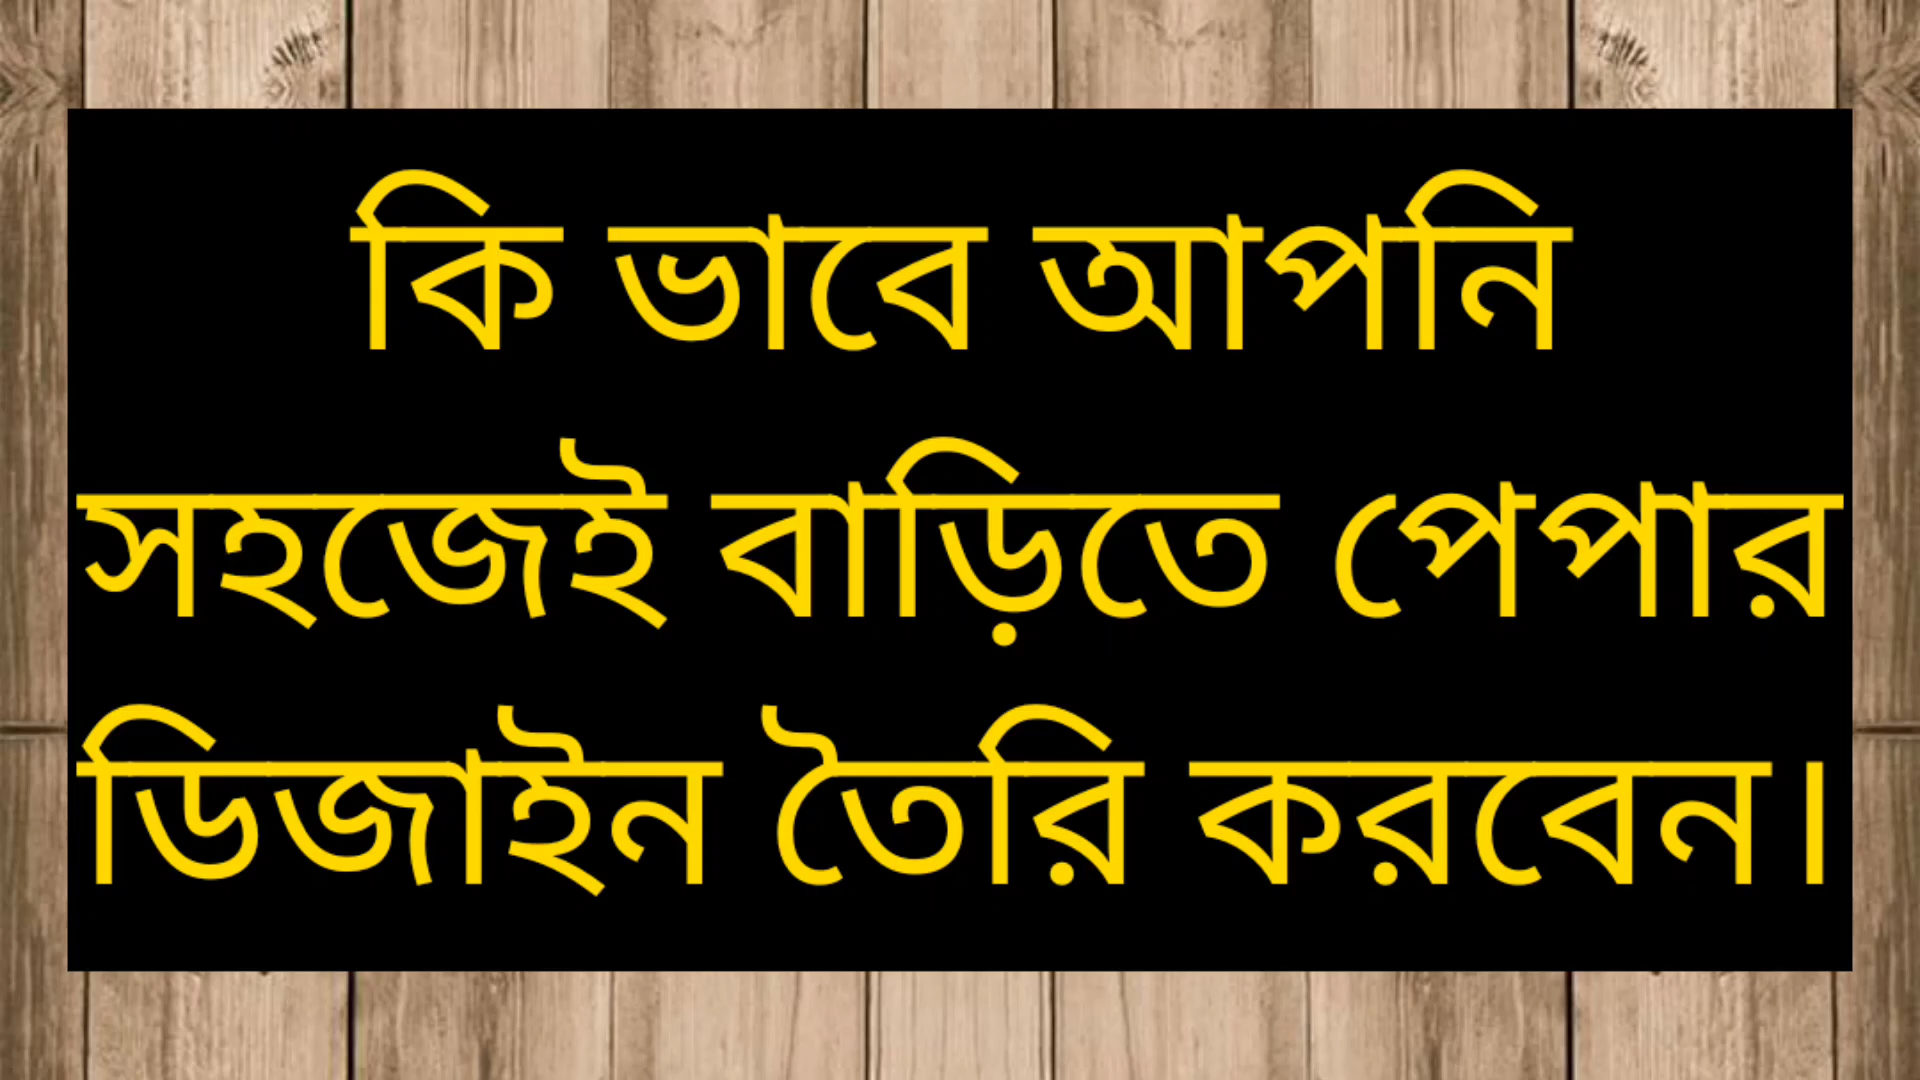 কি ভাবে আপনি
সহজেই বাড়িতে পেপার
ডিজাইন তৈরি করবেন।